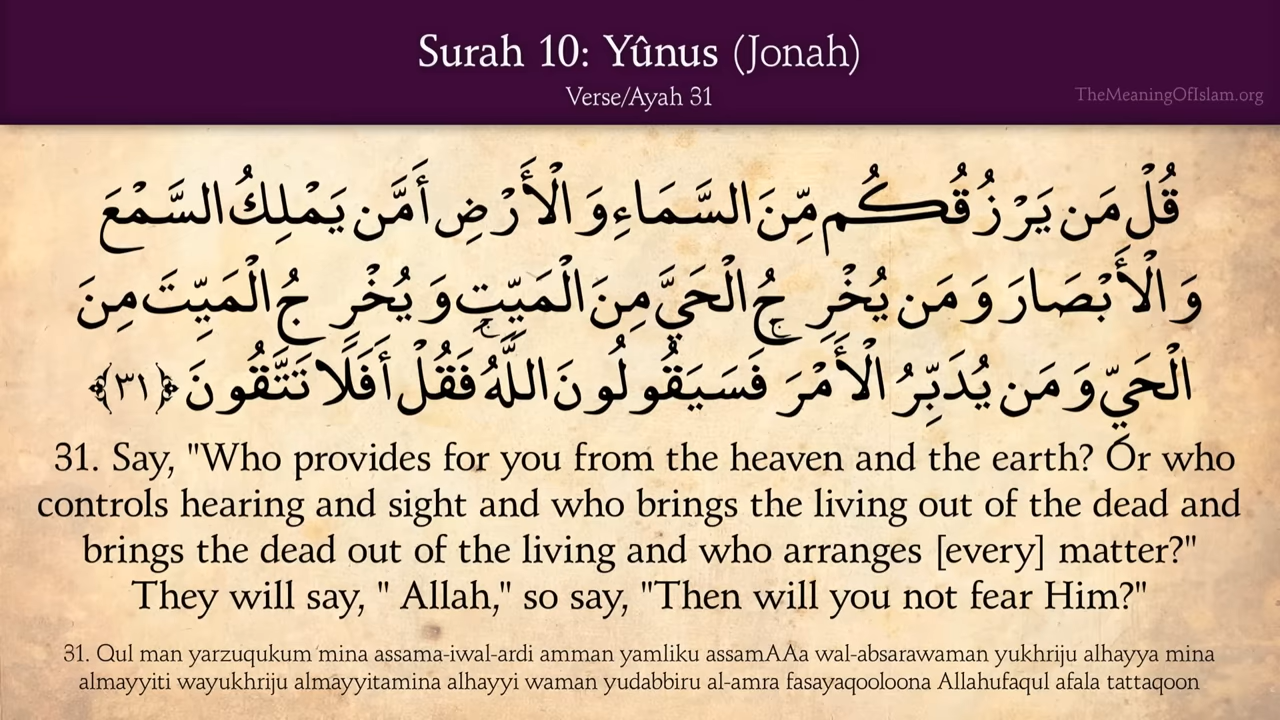 Surah 10: Yûnus (Jonah)
Verse/Ayah 31
TheMeaningOfIslam.org
قُلْ مَن يَرْزُقُكُم مِّنَ السَّمَاءِ وَالْأَرْضِ أَمَّن يَمْلِكُ السَّمْعَ
وَالْأَبْصَارَ وَمَن يُخْرِجُ الْحَيَّ مِنَ الْمَيِّتِ وَيُخْرِجُ الْمَيِّتَ مِنَ
الْحَيِّ وَمَن يُدَبِّرُ الْأَمْرَ ۚ فَسَيَقُولُونَ اللَّهُ ۚ فَقُلْ أَفَلَا تَتَّقُونَ ﴿٣١﴾
31. Say, "Who provides for you from the heaven and the earth? Or who
controls hearing and sight and who brings the living out of the dead and
brings the dead out of the living and who arranges [every] matter?"
They will say, " Allah," so say, "Then will you not fear Him?"
31. Qul man yarzuqukum mina assama-iwal-ardi amman yamliku assamAAa wal-absarawaman yukhriju alhayya mina
almayyiti wayukhriju almayyitamina alhayyi waman yudabbiru al-amra fasayaqooloona Allahufaqul afala tattaqoon